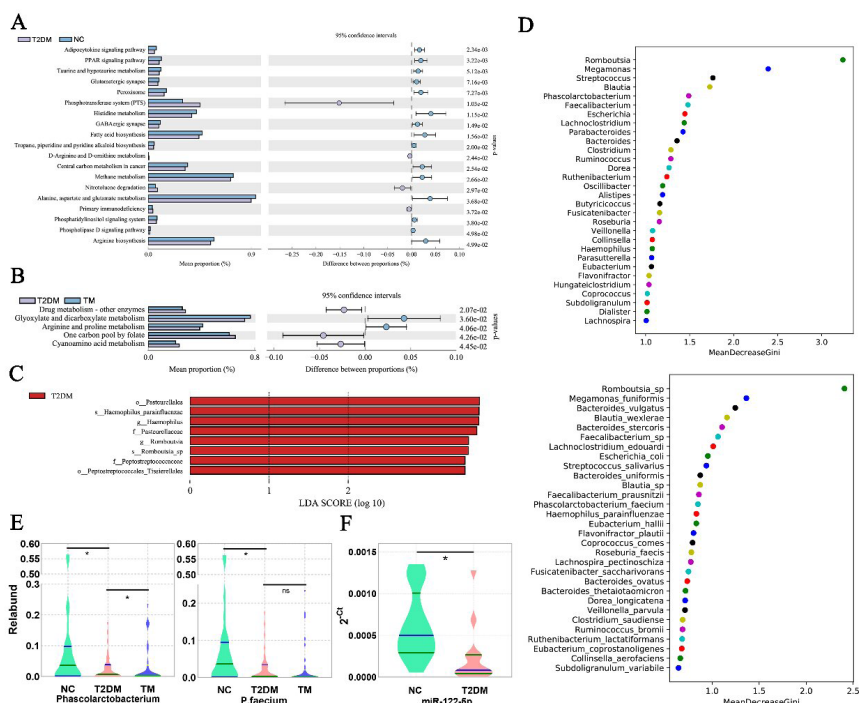 A
T2DM NC
95% confidence intervals
Adipocytokine signaling pathway 2.34e-03
PPAR signaling pathway 3.22e-03
Taurine and hypotaurine metabolism 5.12e-03
Glutamatergic synapse 7.16e-03
Peroxisome 7.27e-03
Phosphotransferase system (PTS) 1.03e-02
Histidine metabolism 1.15e-02
GABAergic synapse 1.49e-02
Fatty acid biosynthesis 1.56e-02
Tropane, piperidine and pyridine alkaloid biosynthesis 2.00e-02
D-Arginine and D-ornithine metabolism 2.44e-02
Central carbon metabolism in cancer 2.54e-02
Methane metabolism 2.66e-02
Nitrotoluene degradation 2.97e-02
Alanine, aspartate and glutamate metabolism 3.68e-02
Primary immunodeficiency 3.72e-02
Phosphatidylinositol signaling system 3.80e-02
Phospholipase D signaling pathway 4.98e-02
Arginine biosynthesis 4.99e-02
p-values
0.0 0.9 -0.25 -0.20 -0.15 -0.10 -0.05 0.00 0.05 0.10
Mean proportion (%) Difference between proportions (%)
B
T2DM TM
95% confidence intervals
Drug metabolism - other enzymes 2.07e-02
Glyoxylate and dicarboxylate metabolism 3.60e-02
Arginine and proline metabolism 4.06e-02
One carbon pool by folate 4.26e-02
Cyanoamino acid metabolism 4.45e-02
p-values
0.0 0.8 -0.10 -0.05 0.00 0.05 0.10
Mean proportion (%) Difference between proportions (%)
C
T2DM
o__Pasteurellales
s__Haemophilus_parainfluenzae
g__Haemophilus
f__Pasteurellaceae
g__Romboutsia
s__Romboutsia_sp
f__Peptostreptococcaceae
o__Peptostreptococcales_Tissierellales
0 1 2
LDA SCORE (log 10)
D
Romboutsia
Megamonas
Streptococcus
Blautia
Phascolarctobacterium
Faecalibacterium
Escherichia
Lachnoclostridium
Parabacteroides
Bacteroides
Clostridium
Ruminococcus
Dorea
Ruthenibacterium
Oscillibacter
Alistipes
Butyricicoccus
Fusicatenibacter
Roseburia
Veillonella
Collinsella
Haemophilus
Parasutterella
Eubacterium
Flavonifractor
Hungateiclostridium
Coprococcus
Subdoligranulum
Dialister
Lachnospira
1.0 1.5 2.0 2.5 3.0
MeanDecreaseGini
Romboutsia_sp
Megamonas_funiformis
Bacteroides_vulgatus
Blautia_wexlerae
Bacteroides_stercoris
Faecalibacterium_sp
Lachnoclostridium_edouardi
Escherichia_coli
Streptococcus_salivarius
Bacteroides_uniformis
Blautia_sp
Faecalibacterium_prausnitzii
Phascolarctobacterium_faecium
Haemophilus_parainfluenzae
Eubacterium_hallii
Flavonifractor_plautii
Coprococcus_comes
Roseburia_faecis
Lachnospira_pectinoschiza
Fusicatenibacter_saccharivorans
Bacteroides_ovatus
Bacteroides_thetaiotaomicron
Dorea_longicatena
Veillonella_parvula
Clostridium_saudiense
Ruminococcus_bromii
Ruthenibacterium_lactatiformans
Eubacterium_coprostanoligenes
Collinsella_aerofaciens
Subdoligranulum_variabile
1.0 1.5 2.0 2.5
MeanDecreaseGini
E
Relabund
0.60
0.55
0.50
0.3
0.2
0.1
0.0
*
*
NC T2DM TM
Phascolarctobacterium
0.60
0.55
0.50
0.2
0.1
0.0
*
ns
NC T2DM TM
P faecium
F
2^-Ct
0.0015
0.0010
0.0005
0.0000
*
NC T2DM
miR-122-5p